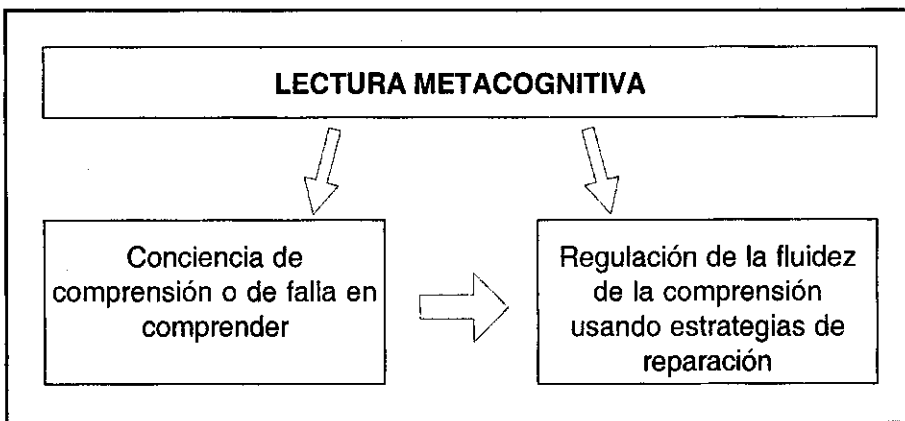 LECTURA METACOGNITIVA
Conciencia de
comprensión o de falla en
comprender
Regulación de la fluidez
de la comprensión
usando estrategias de
reparación